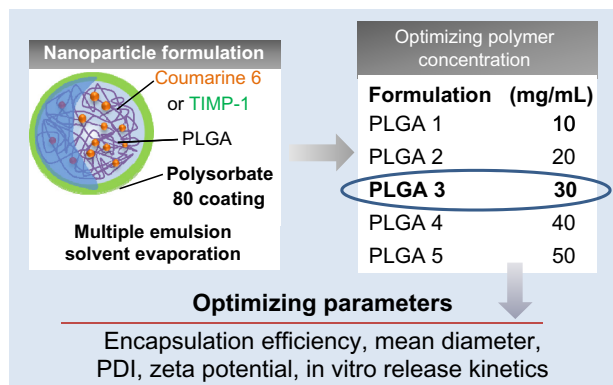 Nanoparticle formulation
Coumarine 6
or TIMP-1
PLGA
Polysorbate
80 coating
Multiple emulsion
solvent evaporation
Optimizing polymer
concentration
Formulation (mg/mL)
PLGA 1 10
PLGA 2 20
PLGA 3 30
PLGA 4 40
PLGA 5 50
Optimizing parameters
Encapsulation efficiency, mean diameter,
PDI, zeta potential, in vitro release kinetics